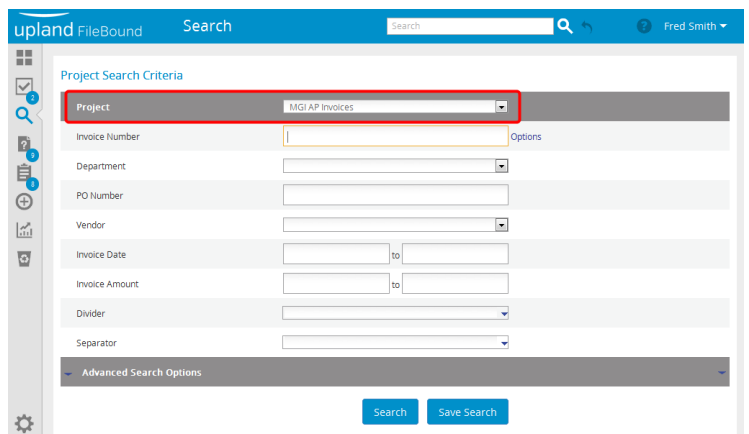 upland FileBound Search Search ? Fred Smith
Project Search Criteria
2
Project MGI AP Invoices
Invoice Number Options
?
9
Department
8
PO Number
Vendor
Invoice Date to
Invoice Amount to
Divider
Separator
Advanced Search Options
Search Save Search